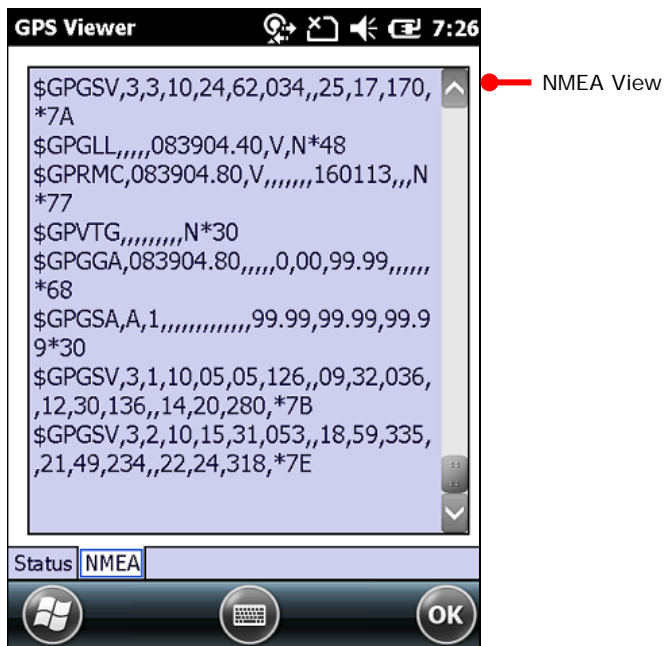 GPS Viewer 7:26
NMEA View
$GPGSV,3,3,10,24,62,034,,25,17,170,
*7A
$GPGLL,,,,,083904.40,V,N*48
$GPRMC,083904.80,V,,,,,,,160113,,,N
*77
$GPVTG,,,,,,,,,N*30
$GPGGA,083904.80,,,,,0,00,99.99,,,,,,
*68
$GPGSA,A,1,,,,,,,,,,,,,99.99,99.99,99.9
9*30
$GPGSV,3,1,10,05,05,126,,09,32,036,
,12,30,136,,14,20,280,*7B
$GPGSV,3,2,10,15,31,053,,18,59,335,
,21,49,234,,22,24,318,*7E
Status NMEA
OK